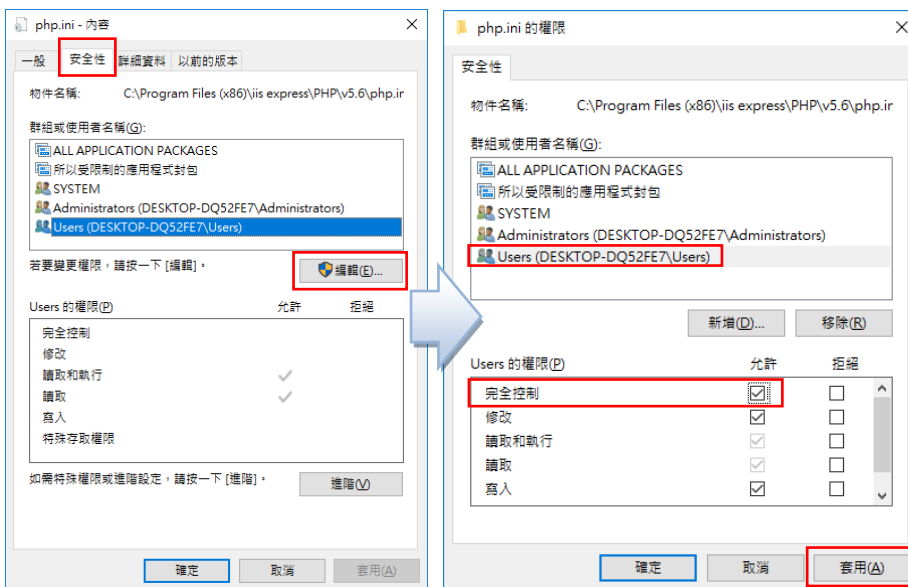 php.ini - 內容
一般 安全性 詳細資料 以前的版本
物件名稱: C:\Program Files (x86)\iis express\PHP\v5.6\php.ir
群組或使用者名稱(G):
ALL APPLICATION PACKAGES
所以受限制的應用程式封包
SYSTEM
Administrators (DESKTOP-DQ52FE7\Administrators)
Users (DESKTOP-DQ52FE7\Users)
若要變更權限，請按一下 [編輯]。
編輯(E)...
Users 的權限(P) 允許 拒絕
完全控制
修改
讀取和執行
讀取
寫入
特殊存取權限
如需特殊權限或進階設定，請按一下 [進階]。
進階(V)
確定 取消 套用(A)
php.ini 的權限
安全性
物件名稱: C:\Program Files (x86)\iis express\PHP\v5.6\php.ir
群組或使用者名稱(G):
ALL APPLICATION PACKAGES
所以受限制的應用程式封包
SYSTEM
Administrators (DESKTOP-DQ52FE7\Administrators)
Users (DESKTOP-DQ52FE7\Users)
新增(D)... 移除(R)
Users 的權限(P) 允許 拒絕
完全控制
修改
讀取和執行
讀取
寫入
確定 取消 套用(A)